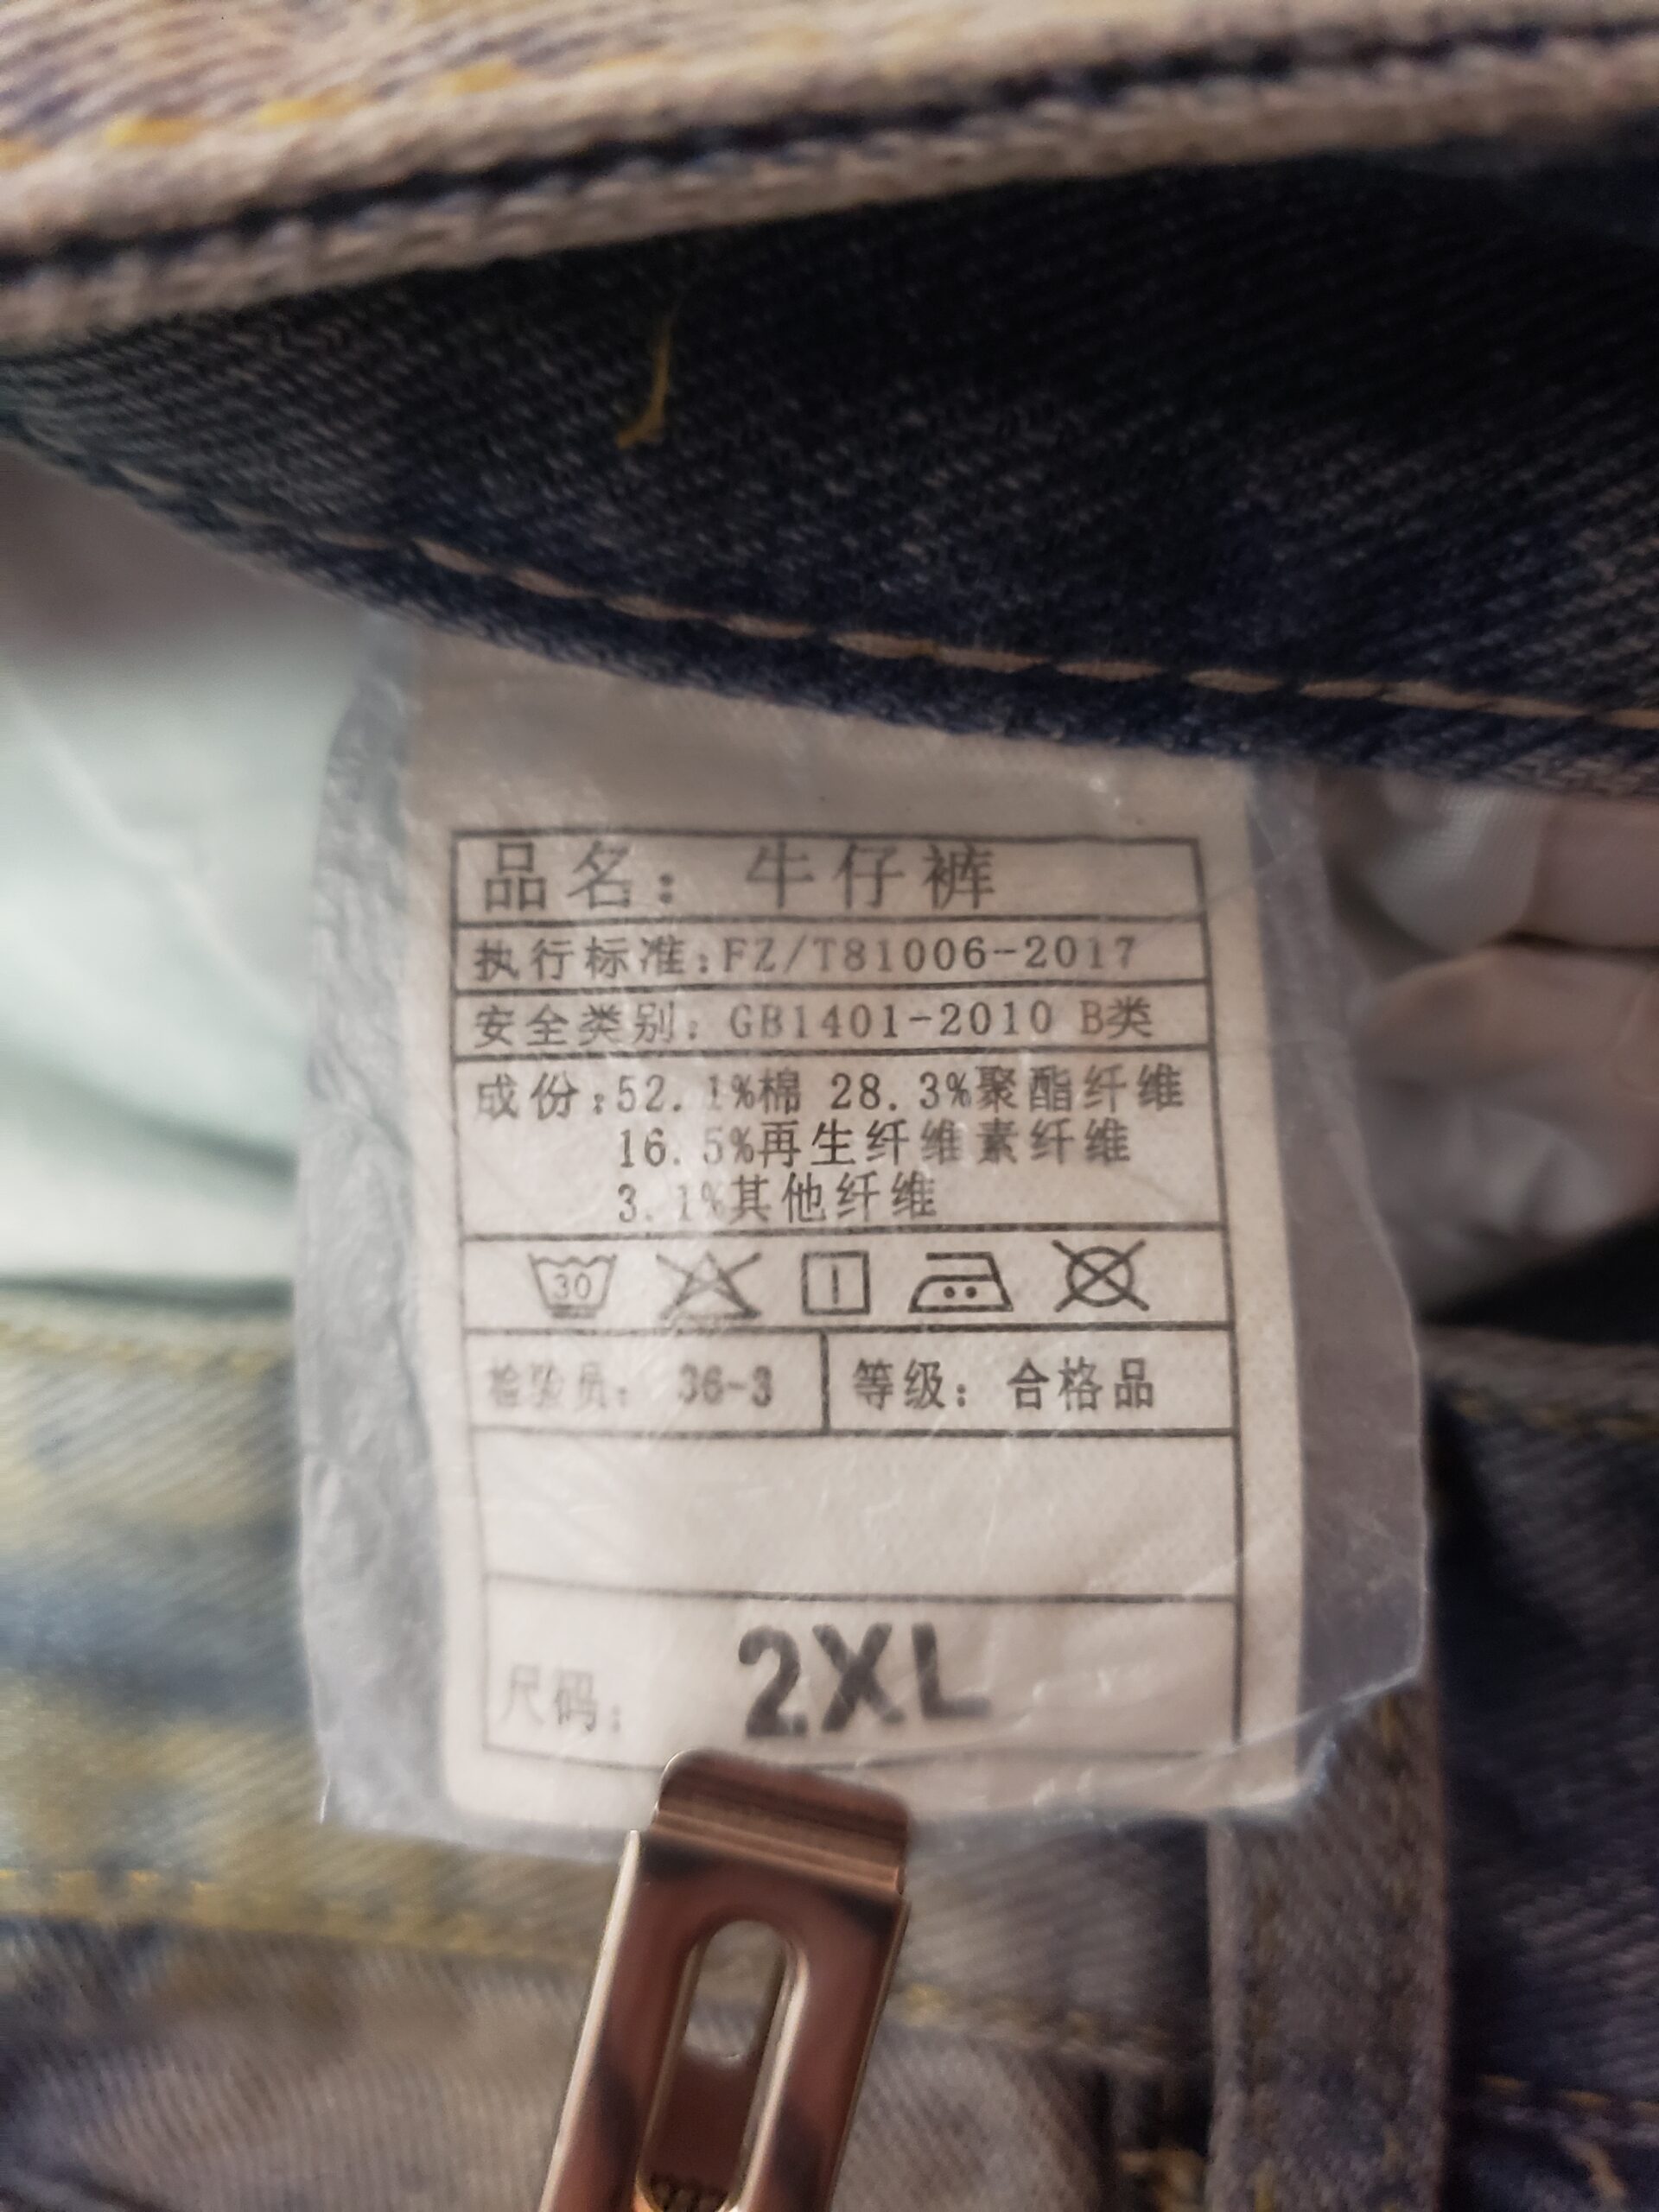 品名：牛仔裤
执行标准:FZ/T81006-2017
安全类别：GB1401-2010 B类
成份:52.1%棉 28.3%聚酯纤维
16.5%再生纤维素纤维
3.1%其他纤维
30
检验员： 36-3
等级：合格品
尺码： 2XL